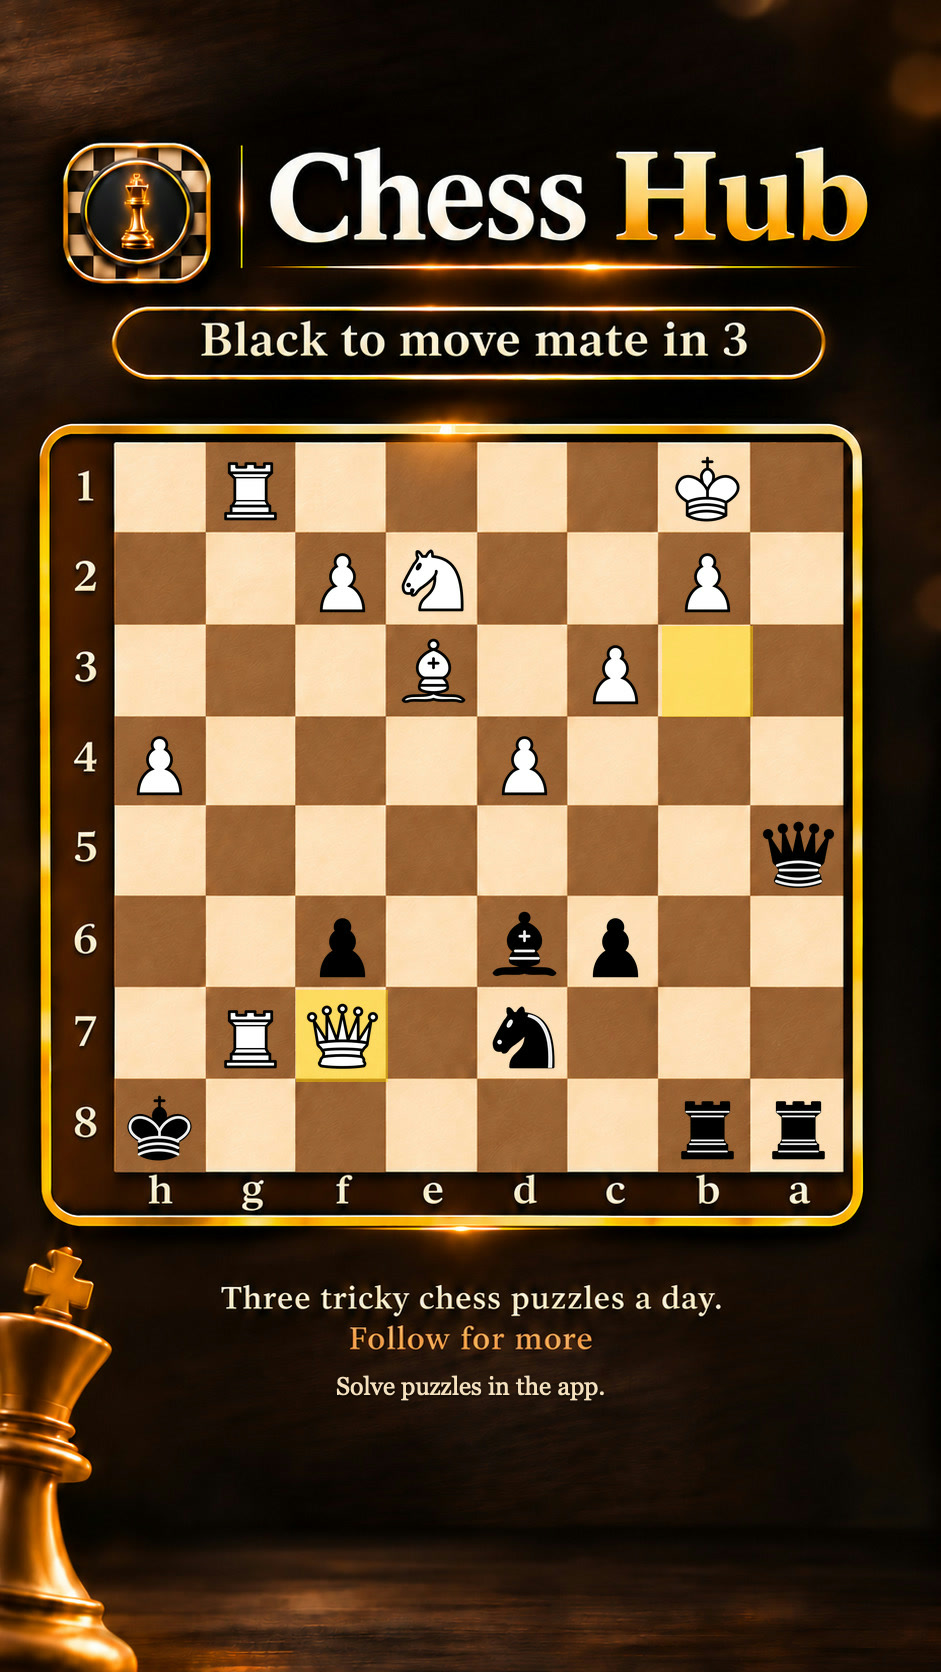 Chess Hub
Black to move mate in 3
1
2
3
4
5
6
7
8
h g f e d c b a
Three tricky chess puzzles a day.
Follow for more
Solve puzzles in the app.